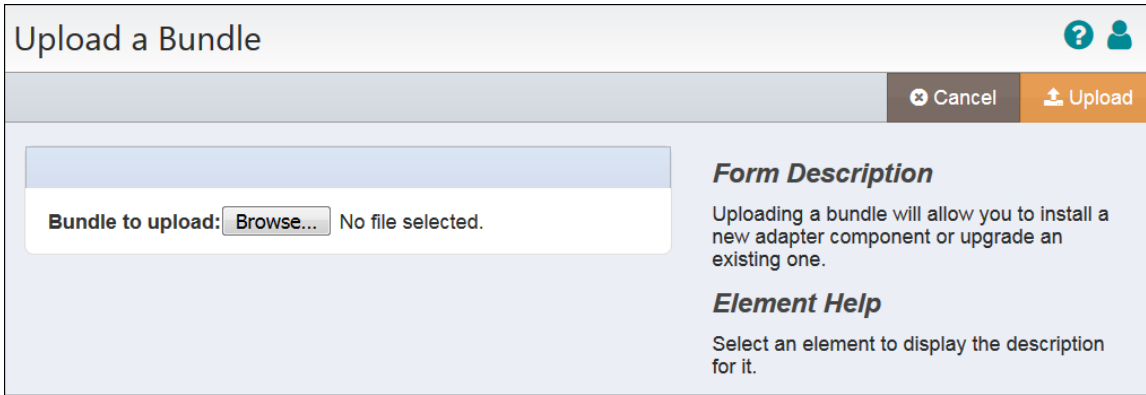 Upload a Bundle
?
Cancel
Upload
Bundle to upload: Browse... No file selected.
Form Description
Uploading a bundle will allow you to install a
new adapter component or upgrade an
existing one.
Element Help
Select an element to display the description
for it.